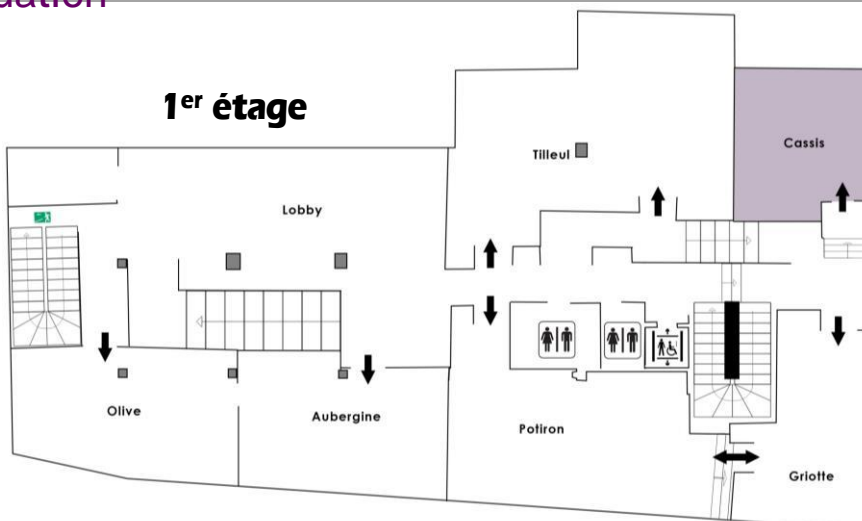 1er étage
Cassis
Tilleul
Lobby
Olive
Aubergine
Potiron
Griotte